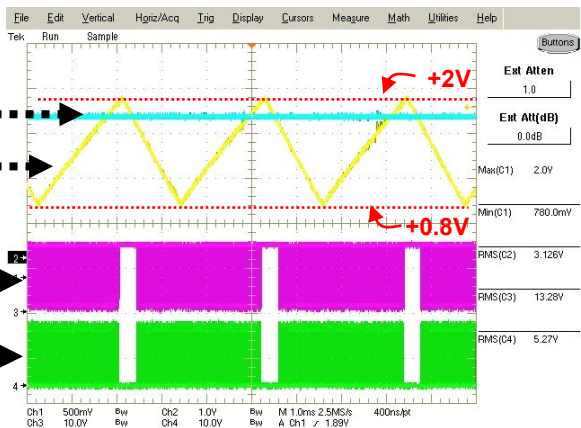 File Edit Vertical Horiz/Acq Trig Display Cursors Measure Math Utilities Help
Tek Run Sample
Buttons
+2V
Ext Atten
1.0
Ext Att(dB)
0.0dB
Max(C1) 2.0V
Min(C1) 780.0mV
+0.8V
RMS(C2) 3.126V
RMS(C3) 13.28V
RMS(C4) 5.27V
2
1
3
4
Ch1 500mV Bw Ch2 1.0V Bw M 1.0ms 2.5MS/s 400ns/pt
Ch3 10.0V Bw Ch4 10.0V Bw A Ch1 / 1.89V